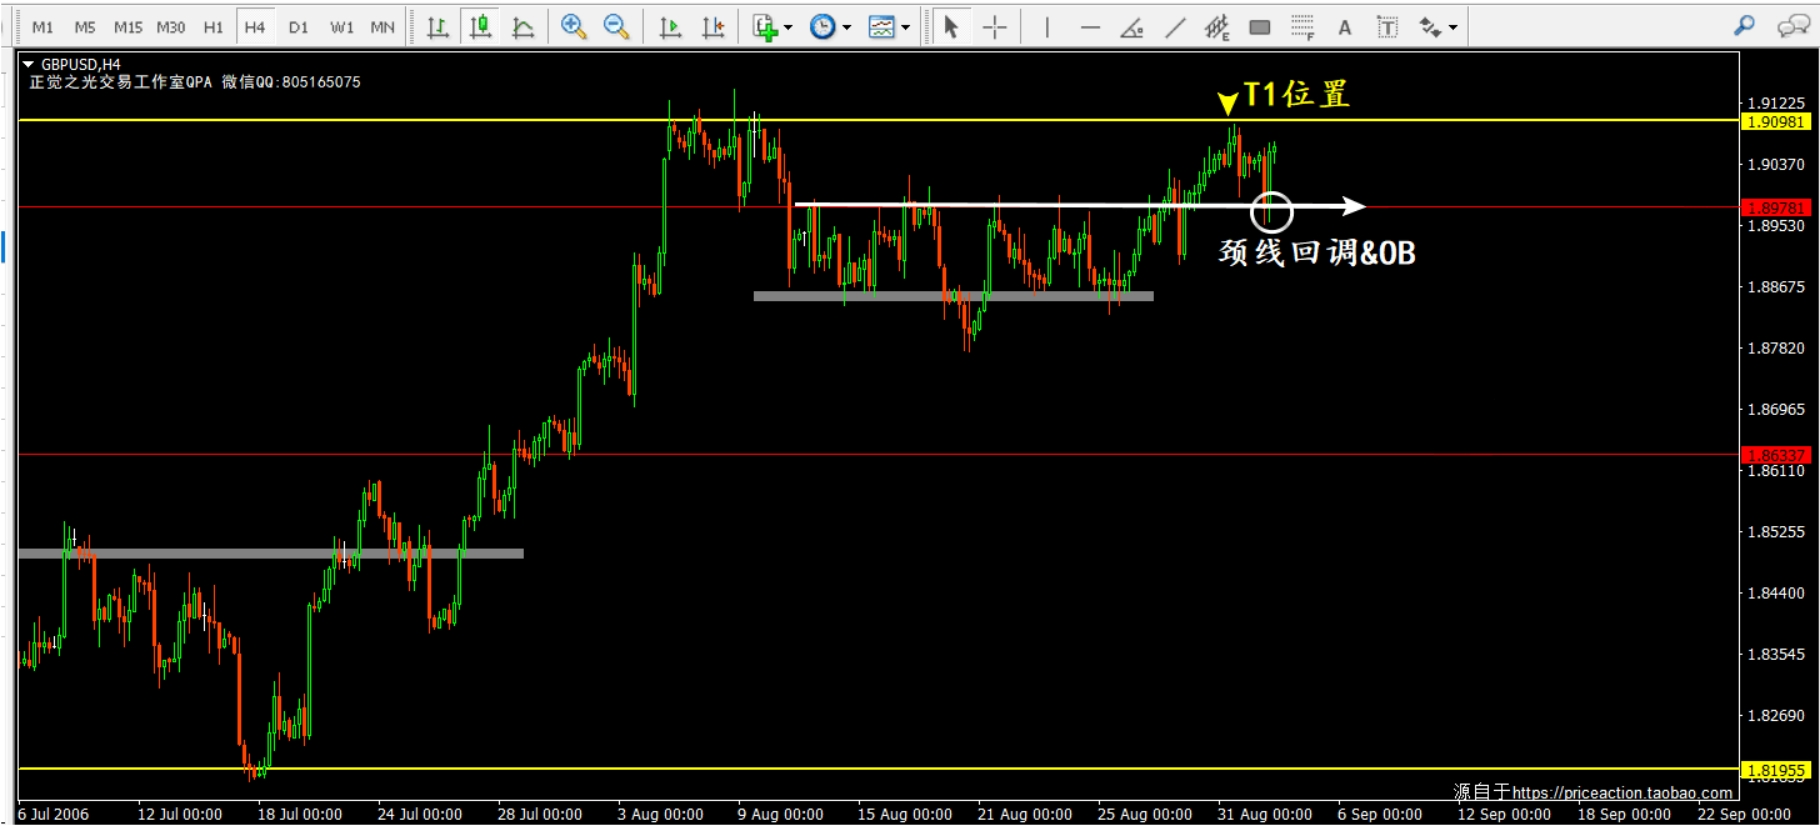 M1 M5 M15 M30 H1 H4 D1 W1 MN
E F A T
GBPUSD,H4
正觉之光交易工作室QPA 微信QQ:805165075
T1位置
颈线回调&OB
1.91225
1.90981
1.90370
1.89781
1.89530
1.88675
1.87820
1.86965
1.86337
1.86110
1.85255
1.84400
1.83545
1.82690
1.81955
源自于https://priceaction.taobao.com
6 Jul 2006 12 Jul 00:00 18 Jul 00:00 24 Jul 00:00 28 Jul 00:00 3 Aug 00:00 9 Aug 00:00 15 Aug 00:00 21 Aug 00:00 25 Aug 00:00 31 Aug 00:00 6 Sep 00:00 12 Sep 00:00 18 Sep 00:00 22 Sep 00:00